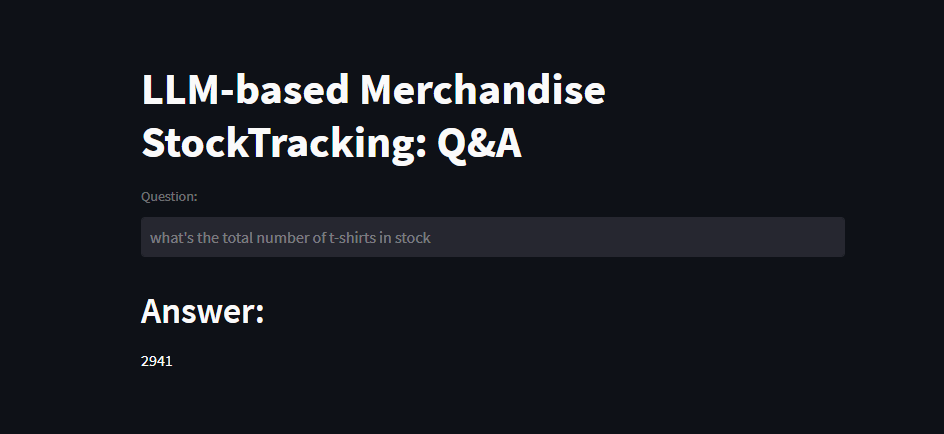 LLM-based Merchandise
StockTracking: Q&A
Question:
what's the total number of t-shirts in stock
Answer:
2941